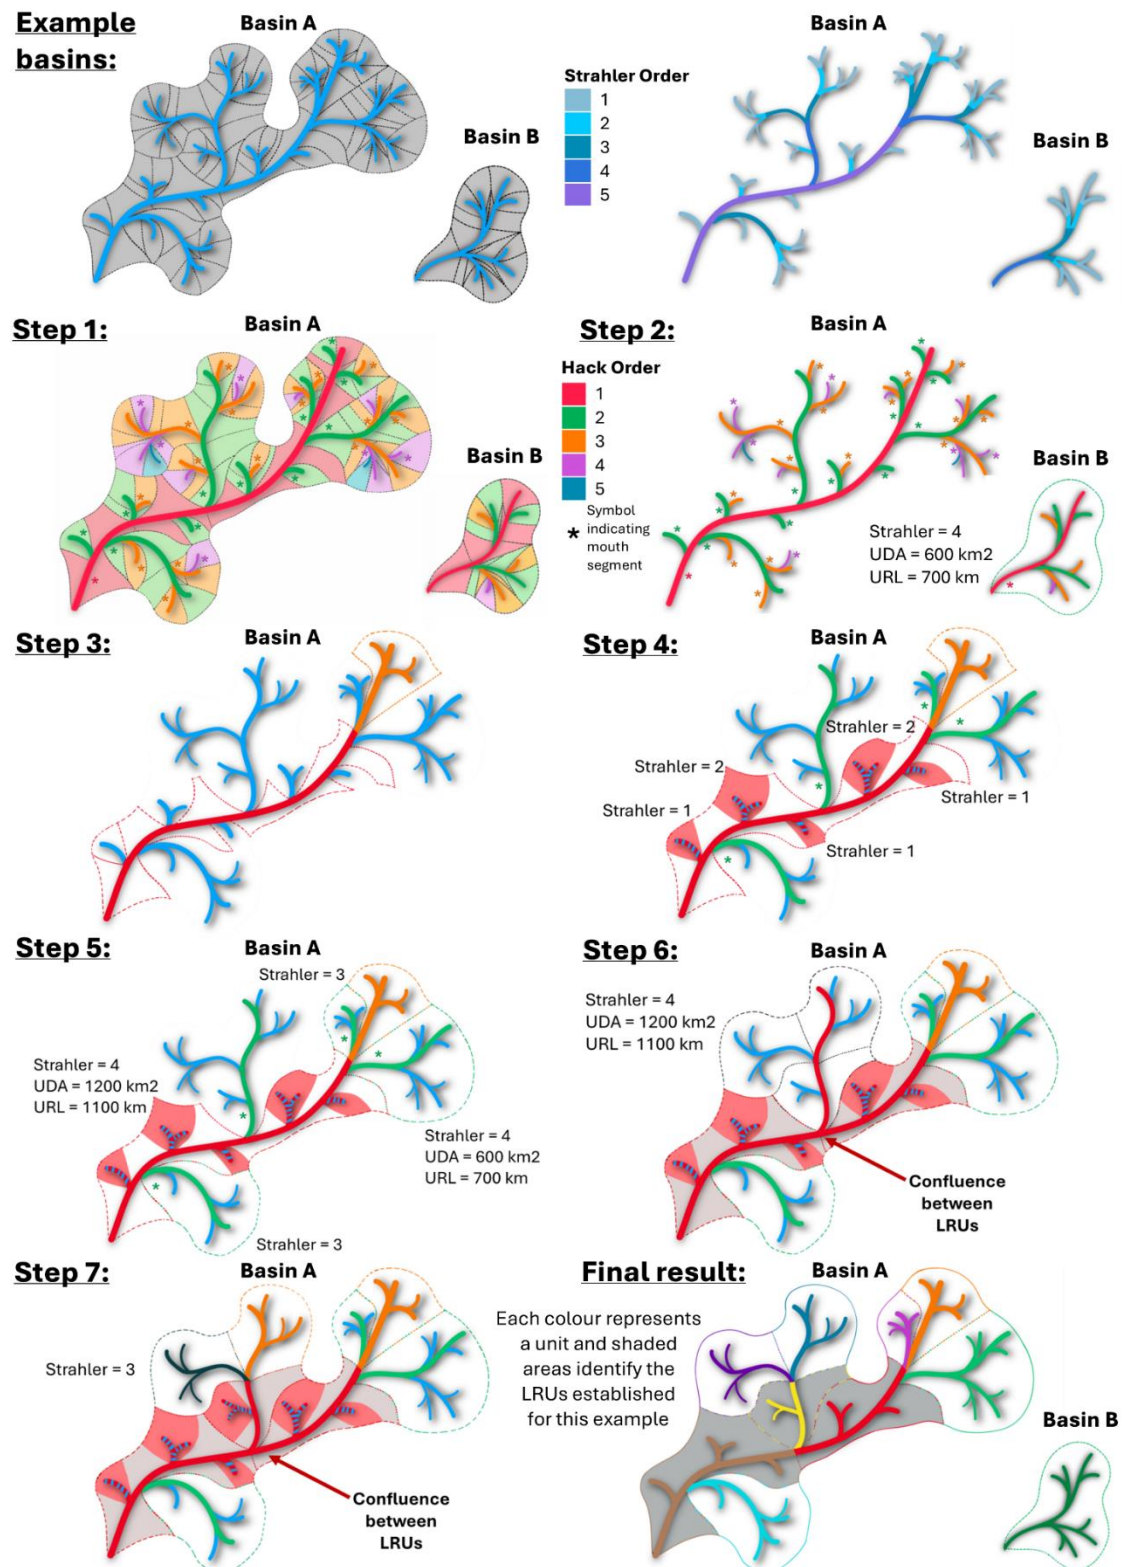 Example
basins:
Basin A
Basin B
Strahler Order
1
2
3
4
5
Basin A
Basin B
Step 1:
Basin A
Basin B
Step 2:
Hack Order
1
2
3
4
5
* Symbol
indicating
mouth
segment
Basin A
Basin B
Strahler = 4
UDA = 600 km2
URL = 700 km
Step 3:
Basin A
Step 4:
Basin A
Strahler = 2
Strahler = 2
Strahler = 1
Strahler = 1
Strahler = 1
Step 5:
Basin A
Strahler = 3
Strahler = 4
UDA = 1200 km2
URL = 1100 km
Strahler = 4
UDA = 600 km2
URL = 700 km
Strahler = 3
Step 6:
Basin A
Strahler = 4
UDA = 1200 km2
URL = 1100 km
Confluence
between
LRUs
Step 7:
Basin A
Strahler = 3
Confluence
between
LRUs
Final result:
Basin A
Each colour represents
a unit and shaded
areas identify the
LRUs established
for this example
Basin B